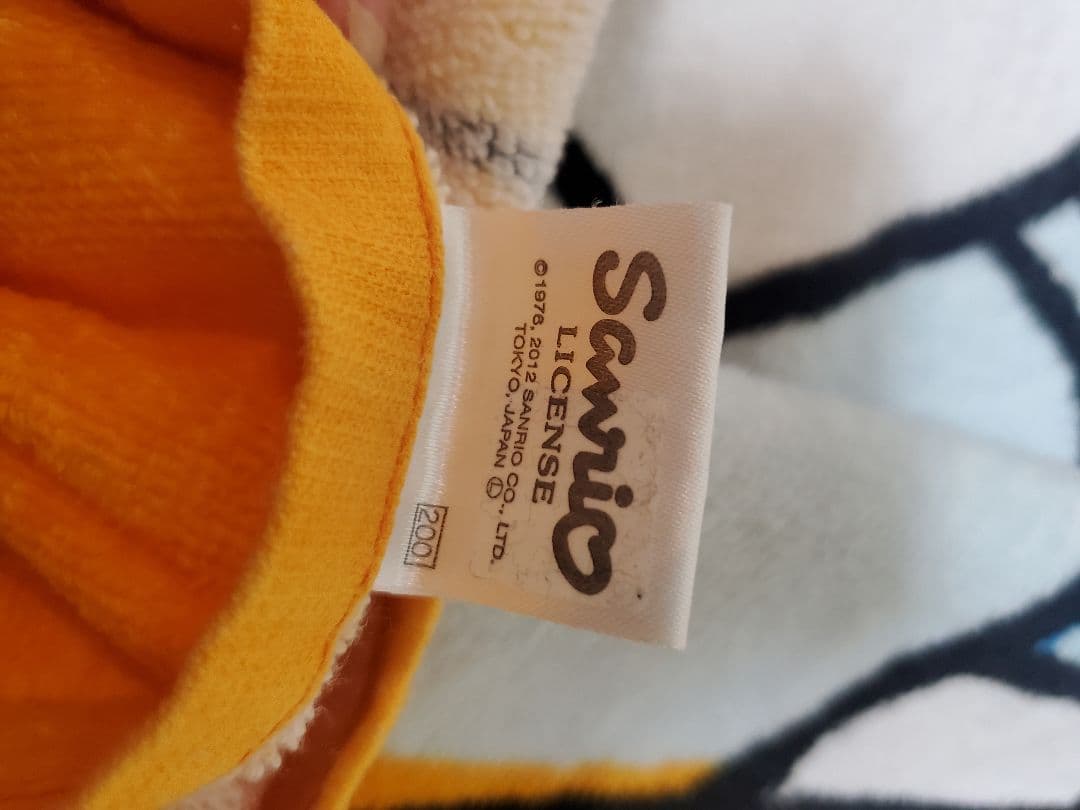 Sanrio
LICENSE
©1976, 2012 SANRIO CO., LTD.
TOKYO, JAPAN Ⓛ
200